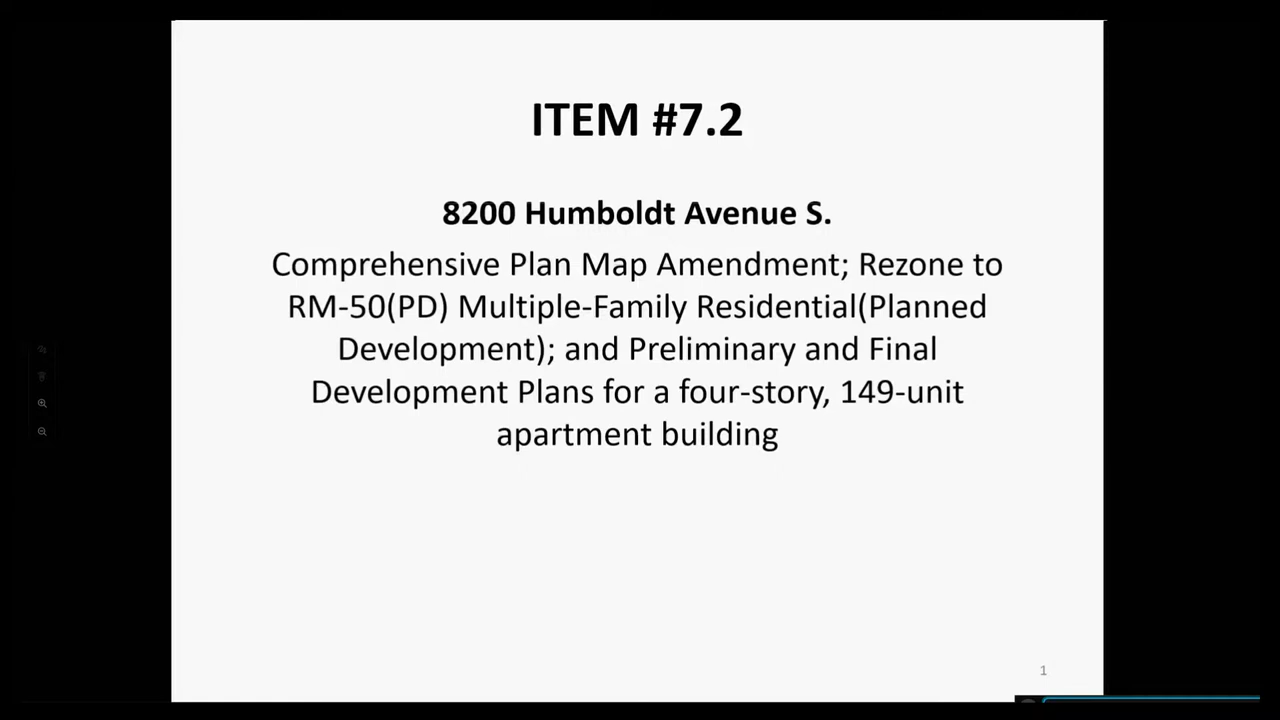 ITEM #7.2
8200 Humboldt Avenue S.
Comprehensive Plan Map Amendment; Rezone to
RM-50(PD) Multiple-Family Residential(Planned
Development); and Preliminary and Final
Development Plans for a four-story, 149-unit
apartment building
1